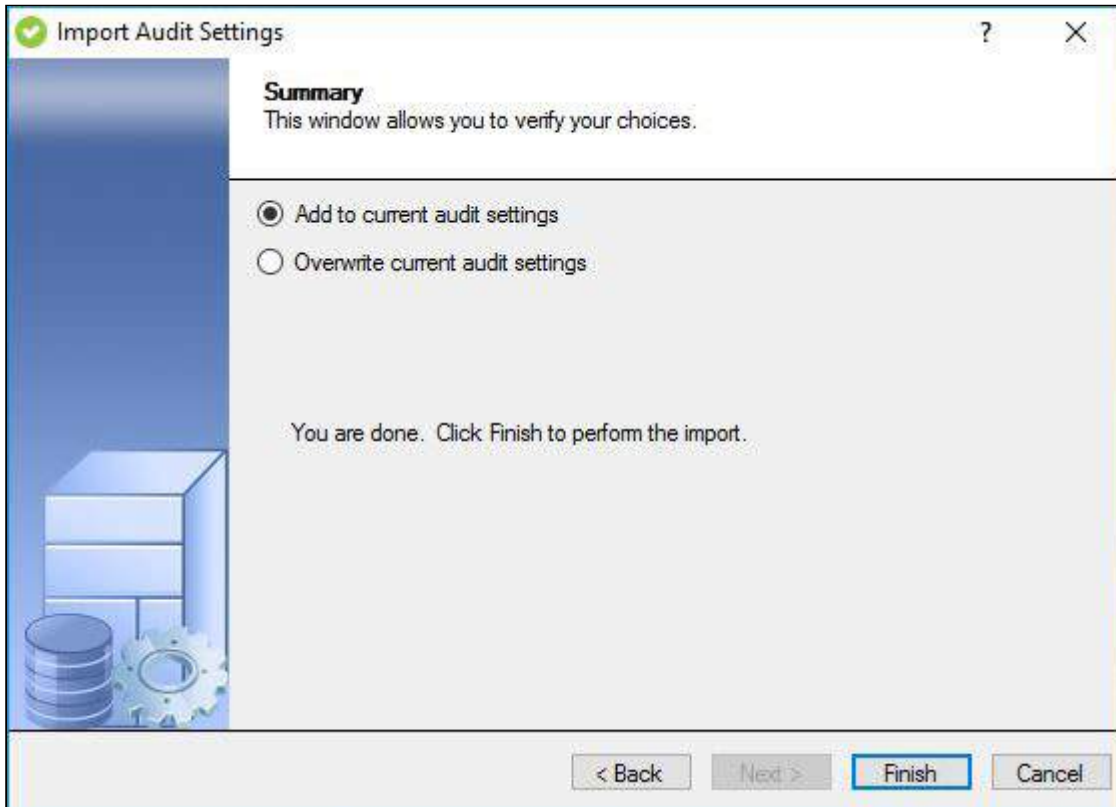 Import Audit Settings ?
Summary
This window allows you to verify your choices.
Add to current audit settings
Overwrite current audit settings
You are done. Click Finish to perform the import.
< Back Next > Finish Cancel